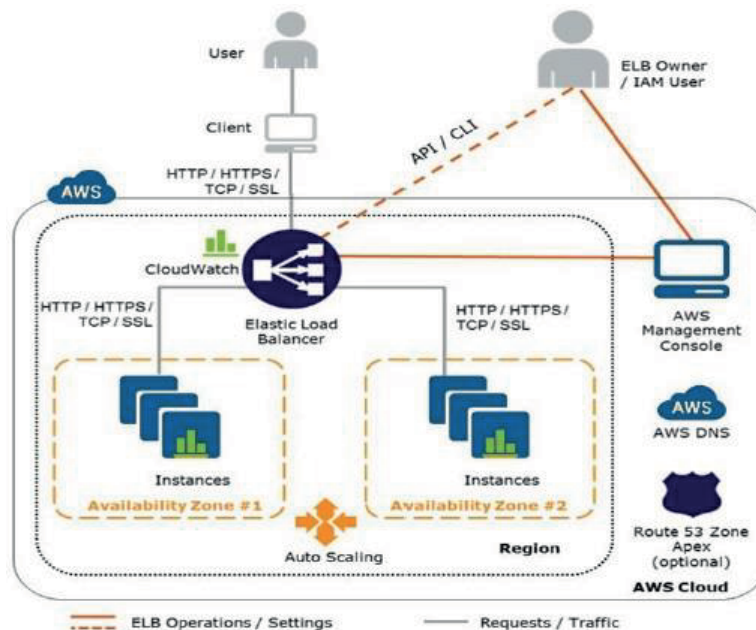 User
ELB Owner
/ IAM User
Client
API / CLI
HTTP / HTTPS /
TCP / SSL
AWS
CloudWatch
HTTP / HTTPS /
TCP / SSL
Elastic Load
Balancer
HTTP / HTTPS /
TCP / SSL
AWS
Management
Console
AWS
AWS DNS
Instances
Instances
Availability Zone #1
Availability Zone #2
Auto Scaling
Region
Route 53 Zone
Apex
(optional)
AWS Cloud
ELB Operations / Settings
Requests / Traffic